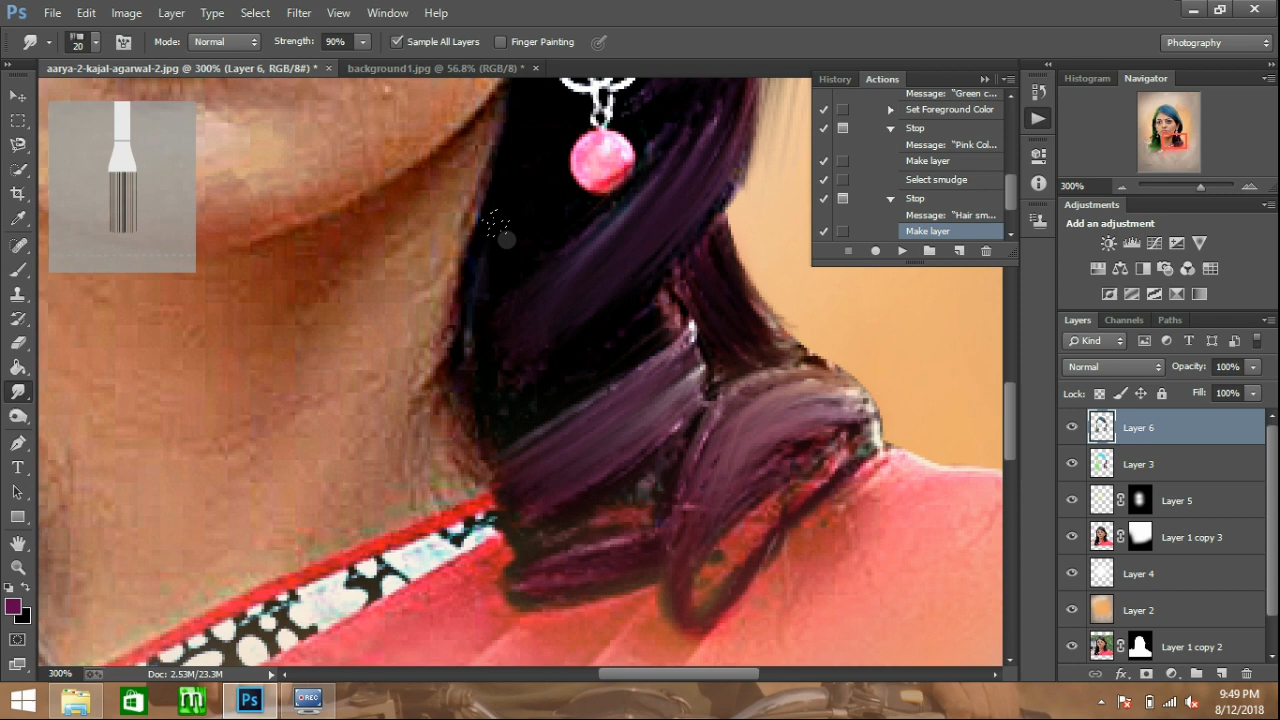 Ps File Edit Image Layer Type Select Filter View Window Help
20 Mode: Normal Strength: 90% Sample All Layers Finger Painting Photography
aarya-2-kajal-agarwal-2.jpg @ 300% (Layer 6, RGB/8#) * × background1.jpg @ 56.8% (RGB/8) * ×
History Actions
Message: "Green c...
Set Foreground Color
Stop
Message: "Pink Col...
Make layer
Select smudge
Stop
Message: "Hair sm...
Make layer
Histogram Navigator
300%
Adjustments
Add an adjustment
Layers Channels Paths
Kind
Normal Opacity: 100%
Lock: Fill: 100%
Layer 6
Layer 3
Layer 5
Layer 1 copy 3
Layer 4
Layer 2
Layer 1 copy 2
300% Doc: 2.53M/23.3M
Ps REC
9:49 PM
8/12/2018